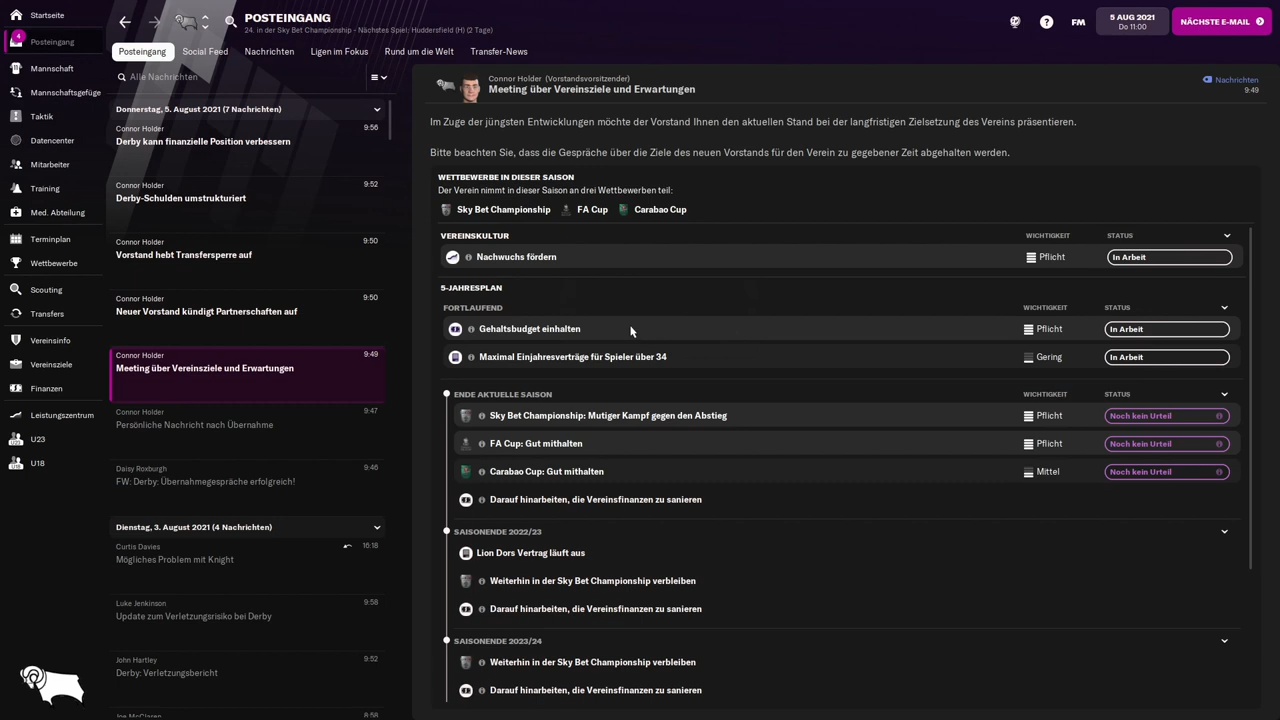 Startseite
4
Posteingang
Mannschaft
Mannschaftsgefüge
Taktik
Datencenter
Mitarbeiter
Training
Med. Abteilung
Terminplan
Wettbewerbe
Scouting
Transfers
Vereinsinfo
Vereinsziele
Finanzen
Leistungszentrum
U23
U18
POSTEINGANG
24. in der Sky Bet Championship - Nächstes Spiel: Huddersfield (H) (2 Tage)
FM
5 AUG 2021
Do 11:00
NÄCHSTE E-MAIL
Posteingang
Social Feed
Nachrichten
Ligen im Fokus
Rund um die Welt
Transfer-News
Alle Nachrichten
Donnerstag, 5. August 2021 (7 Nachrichten)
Connor Holder 9:56
Derby kann finanzielle Position verbessern
Connor Holder 9:52
Derby-Schulden umstrukturiert
Connor Holder 9:50
Vorstand hebt Transfersperre auf
Connor Holder 9:50
Neuer Vorstand kündigt Partnerschaften auf
Connor Holder 9:49
Meeting über Vereinsziele und Erwartungen
Connor Holder 9:47
Persönliche Nachricht nach Übernahme
Daisy Roxburgh 9:46
FW: Derby: Übernahmegespräche erfolgreich!
Dienstag, 3. August 2021 (4 Nachrichten)
Curtis Davies 16:18
Mögliches Problem mit Knight
Luke Jenkinson 9:58
Update zum Verletzungsrisiko bei Derby
John Hartley 9:52
Derby: Verletzungsbericht
Joe McClaren 8:58
Connor Holder (Vorstandsvorsitzender)
Meeting über Vereinsziele und Erwartungen
Nachrichten
9:49
Im Zuge der jüngsten Entwicklungen möchte der Vorstand Ihnen den aktuellen Stand bei der langfristigen Zielsetzung des Vereins präsentieren.
Bitte beachten Sie, dass die Gespräche über die Ziele des neuen Vorstands für den Verein zu gegebener Zeit abgehalten werden.
WETTBEWERBE IN DIESER SAISON
Der Verein nimmt in dieser Saison an drei Wettbewerben teil:
Sky Bet Championship FA Cup Carabao Cup
VEREINSKULTUR WICHTIGKEIT STATUS
Nachwuchs fördern Pflicht In Arbeit
5-JAHRESPLAN
FORTLAUFEND WICHTIGKEIT STATUS
Gehaltsbudget einhalten Pflicht In Arbeit
Maximal Einjahresverträge für Spieler über 34 Gering In Arbeit
ENDE AKTUELLE SAISON WICHTIGKEIT STATUS
Sky Bet Championship: Mutiger Kampf gegen den Abstieg Pflicht Noch kein Urteil
FA Cup: Gut mithalten Pflicht Noch kein Urteil
Carabao Cup: Gut mithalten Mittel Noch kein Urteil
Darauf hinarbeiten, die Vereinsfinanzen zu sanieren
SAISONENDE 2022/23
Lion Dors Vertrag läuft aus
Weiterhin in der Sky Bet Championship verbleiben
Darauf hinarbeiten, die Vereinsfinanzen zu sanieren
SAISONENDE 2023/24
Weiterhin in der Sky Bet Championship verbleiben
Darauf hinarbeiten, die Vereinsfinanzen zu sanieren